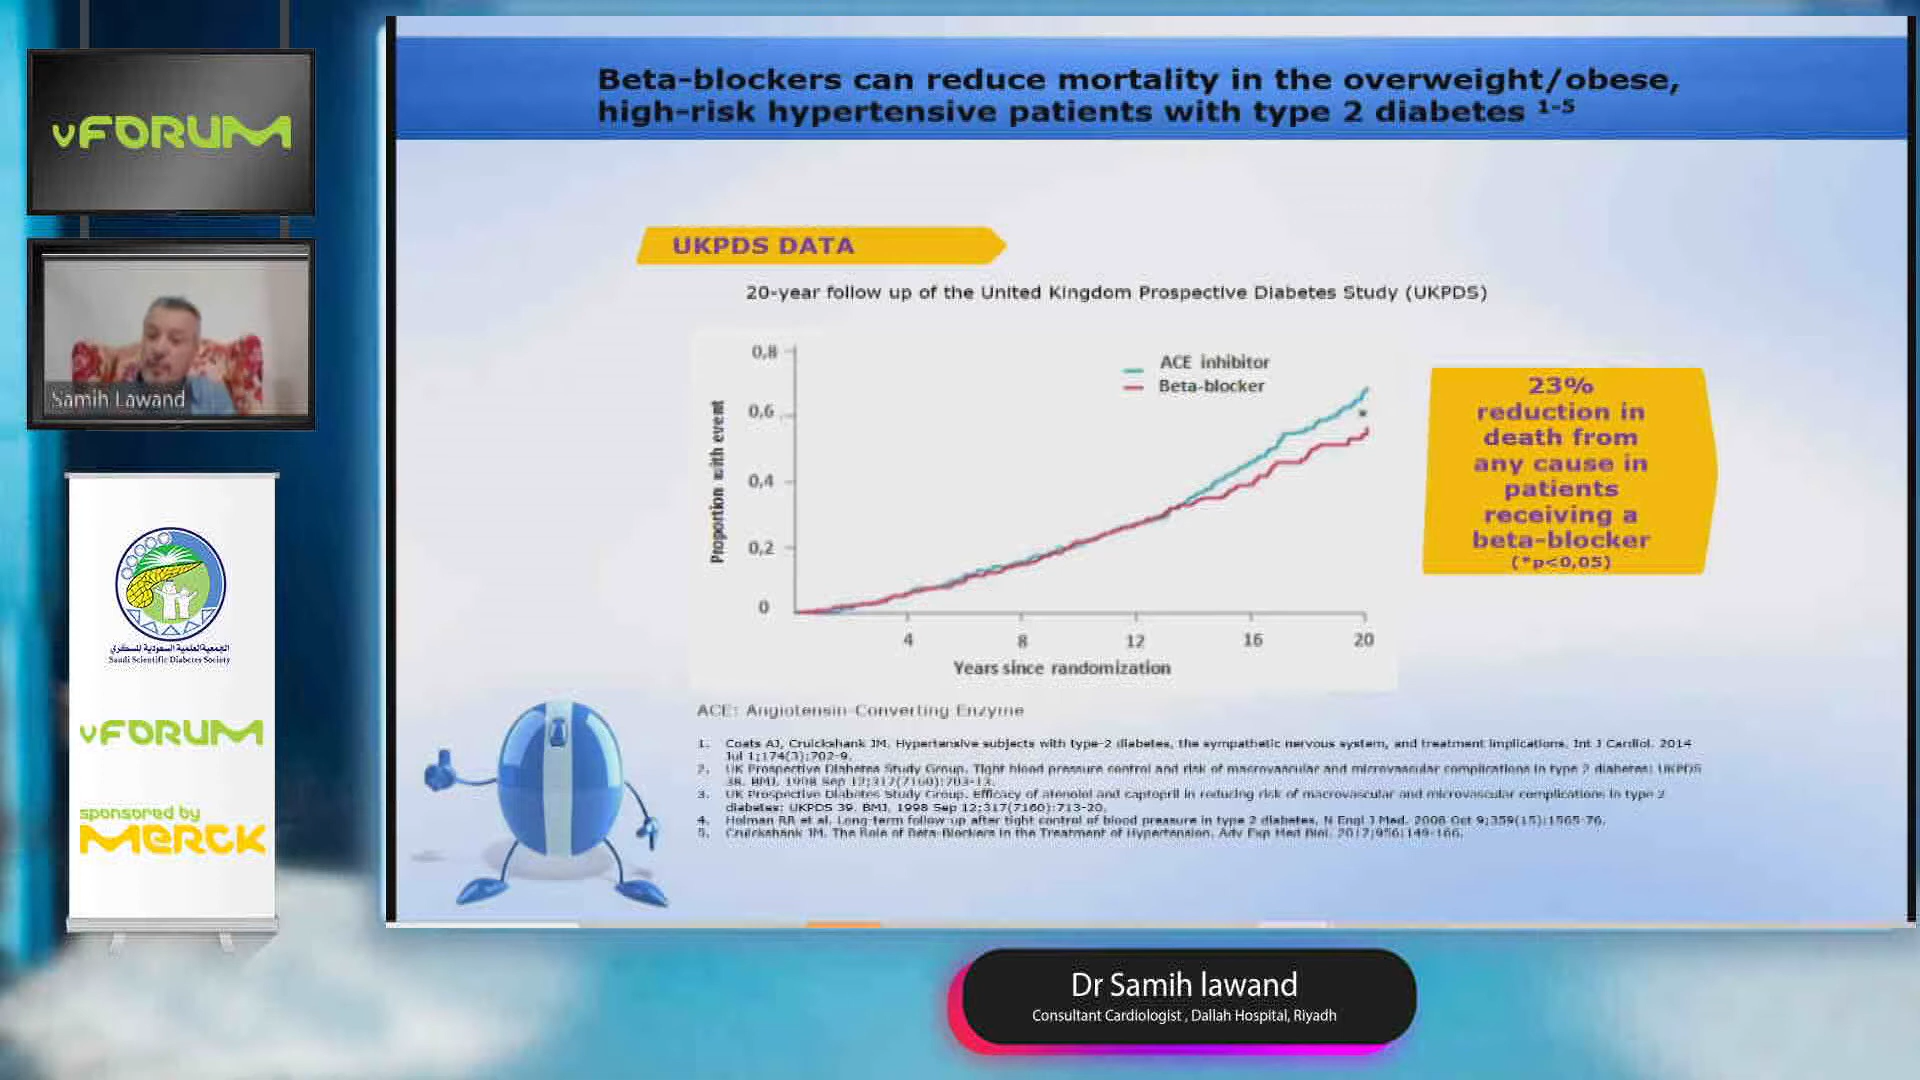 vFORUM
Samih Lawand
الجمعية العلمية السعودية للسكري
Saudi Scientific Diabetes Society
vFORUM
sponsored by
MERCK
Beta-blockers can reduce mortality in the overweight/obese,
high-risk hypertensive patients with type 2 diabetes 1-5
UKPDS DATA
20-year follow up of the United Kingdom Prospective Diabetes Study (UKPDS)
0,8
0,6
0,4
0,2
0
Proportion with event
ACE inhibitor
Beta-blocker
*
4 8 12 16 20
Years since randomization
23%
reduction in
death from
any cause in
patients
receiving a
beta-blocker
(*p<0,05)
ACE: Angiotensin-Converting Enzyme
1. Coats AJ, Cruickshank JM. Hypertensive subjects with type-2 diabetes, the sympathetic nervous system, and treatment implications. Int J Cardiol. 2014
Jul 1;174(3):702-9.
2. UK Prospective Diabetes Study Group. Tight blood pressure control and risk of macrovascular and microvascular complications in type 2 diabetes: UKPDS
38. BMJ. 1998 Sep 12;317(7160):703-13.
3. UK Prospective Diabetes Study Group. Efficacy of atenolol and captopril in reducing risk of macrovascular and microvascular complications in type 2
diabetes: UKPDS 39. BMJ. 1998 Sep 12:317(7160):713-20.
4. Holman RR et al. Long-term follow-up after tight control of blood pressure in type 2 diabetes. N Engl J Med. 2008 Oct 9;359(15):1565-76.
5. Cruickshank JM. The Role of Beta-Blockers in the Treatment of Hypertension. Adv Exp Med Biol. 2017;956:149-166.
Dr Samih lawand
Consultant Cardiologist , Dallah Hospital, Riyadh